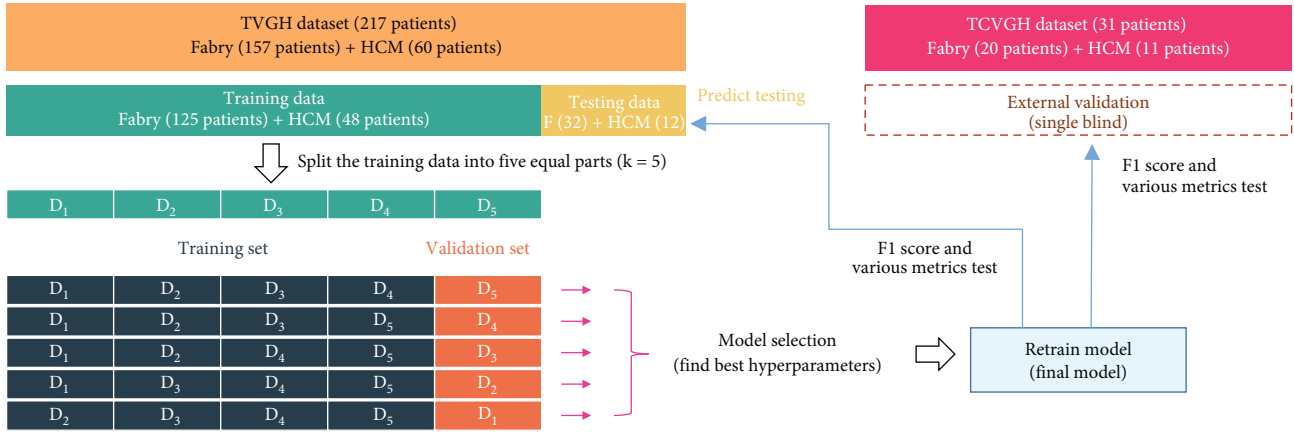 TVGH dataset (217 patients)
Fabry (157 patients) + HCM (60 patients)
TCVGH dataset (31 patients)
Fabry (20 patients) + HCM (11 patients)
Training data
Fabry (125 patients) + HCM (48 patients)
Testing data
F (32) + HCM (12)
Predict testing
External validation
(single blind)
Split the training data into five equal parts (k = 5)
F1 score and
various metrics test
D₁ D₂ D₃ D₄ D₅
Training set
Validation set
F1 score and
various metrics test
D₁ D₂ D₃ D₄ D₅
D₁ D₂ D₃ D₅ D₄
D₁ D₂ D₄ D₅ D₃
D₁ D₃ D₄ D₅ D₂
D₂ D₃ D₄ D₅ D₁
Model selection
(find best hyperparameters)
Retrain model
(final model)